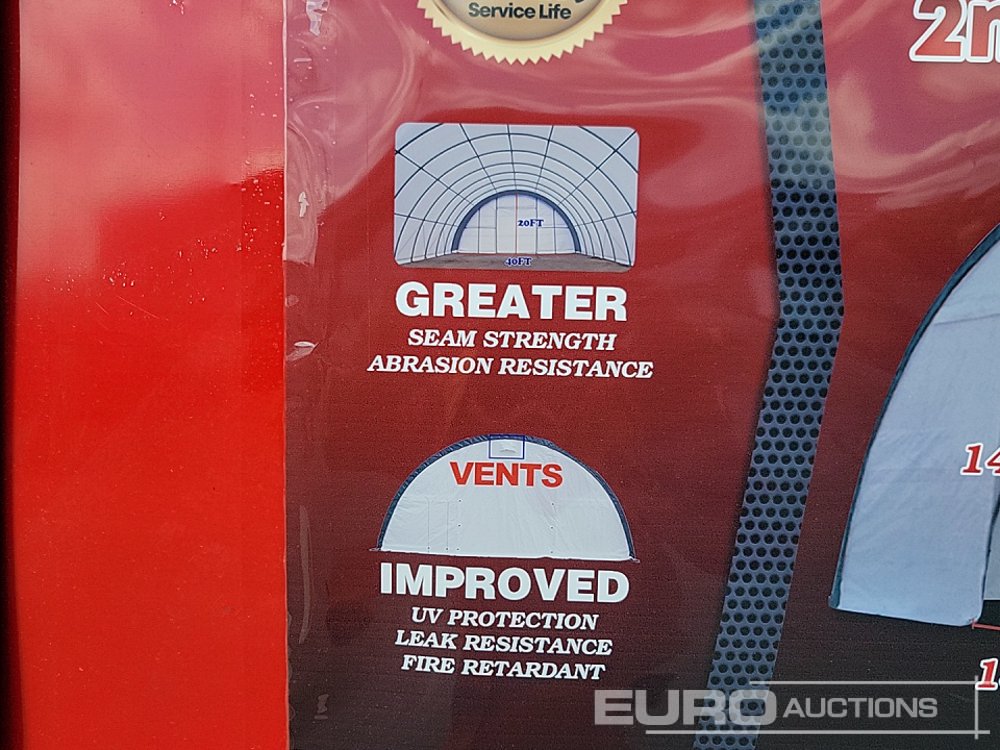 Service Life
20FT
40FT
GREATER
SEAM STRENGTH
ABRASION RESISTANCE
VENTS
IMPROVED
UV PROTECTION
LEAK RESISTANCE
FIRE RETARDANT
EURO AUCTIONS